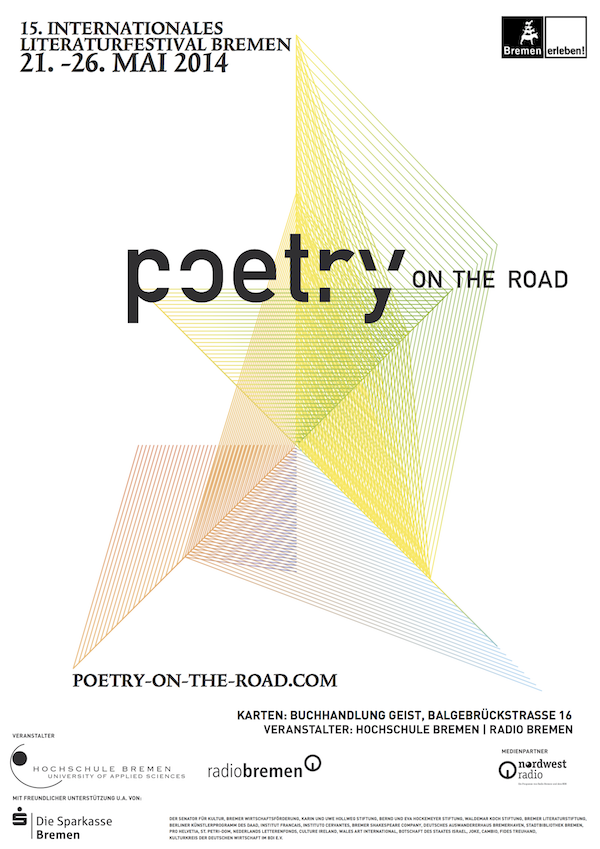 15. INTERNATIONALES
LITERATURFESTIVAL BREMEN
21. -26. MAI 2014
Bremen erleben!
poetry ON THE ROAD
POETRY-ON-THE-ROAD.COM
KARTEN: BUCHHANDLUNG GEIST, BALGEBRÜCKSTRASSE 16
VERANSTALTER: HOCHSCHULE BREMEN | RADIO BREMEN
VERANSTALTER
HOCHSCHULE BREMEN
UNIVERSITY OF APPLIED SCIENCES
radiobremen
MEDIENPARTNER
nordwest
radio
MIT FREUNDLICHER UNTERSTÜTZUNG U.A. VON:
Die Sparkasse
Bremen
DER SENATOR FÜR KULTUR, BREMER WIRTSCHAFTSFÖRDERUNG, KARIN UND UWE HOLLWEG STIFTUNG, BERND UND EVA HOCKEMEYER STIFTUNG, WALDEMAR KOCH STIFTUNG, BREMER LITERATURSTIFTUNG,
BERLINER KÜNSTLERPROGRAMM DES DAAD, INSTITUT FRANCAIS, INSTITUTO CERVANTES, BREMER SHAKESPEARE COMPANY, DEUTSCHES AUSWANDERERHAUS BREMERHAVEN, STADTBIBLIOTHEK BREMEN,
PRO HELVETIA, ST. PETRI-DOM, NEDERLANDS LETTERENFONDS, CULTURE IRELAND, WALES ART INTERNATIONAL, BOTSCHAFT DES STAATES ISRAEL, JOKE, CAMBIO, FIDES TREUHAND,
KULTURKREIS DER DEUTSCHEN WIRTSCHAFT IM BDI E.V.